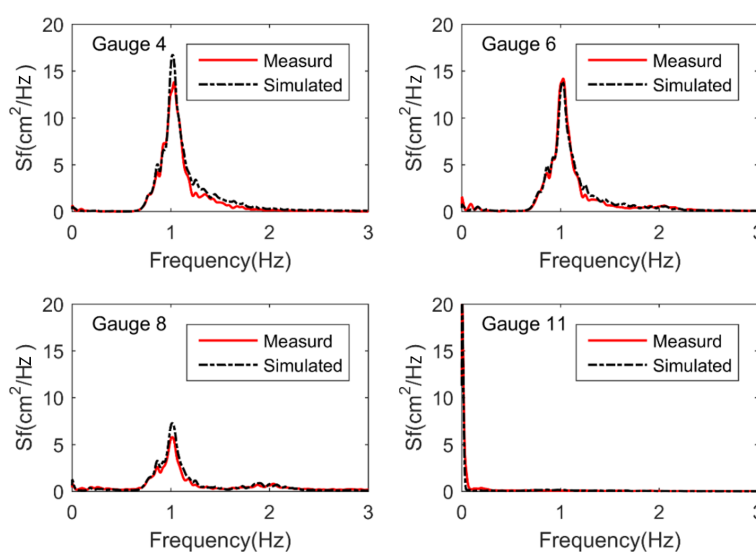 Gauge 4
Measurd
Simulated
20
15
10
5
0
Sf(cm²/Hz)
0 1 2 3
Frequency(Hz)
Gauge 6
Measurd
Simulated
20
15
10
5
0
Sf(cm²/Hz)
0 1 2 3
Frequency(Hz)
Gauge 8
Measurd
Simulated
20
15
10
5
0
Sf(cm²/Hz)
0 1 2 3
Frequency(Hz)
Gauge 11
Measurd
Simulated
20
15
10
5
0
Sf(cm²/Hz)
0 1 2 3
Frequency(Hz)